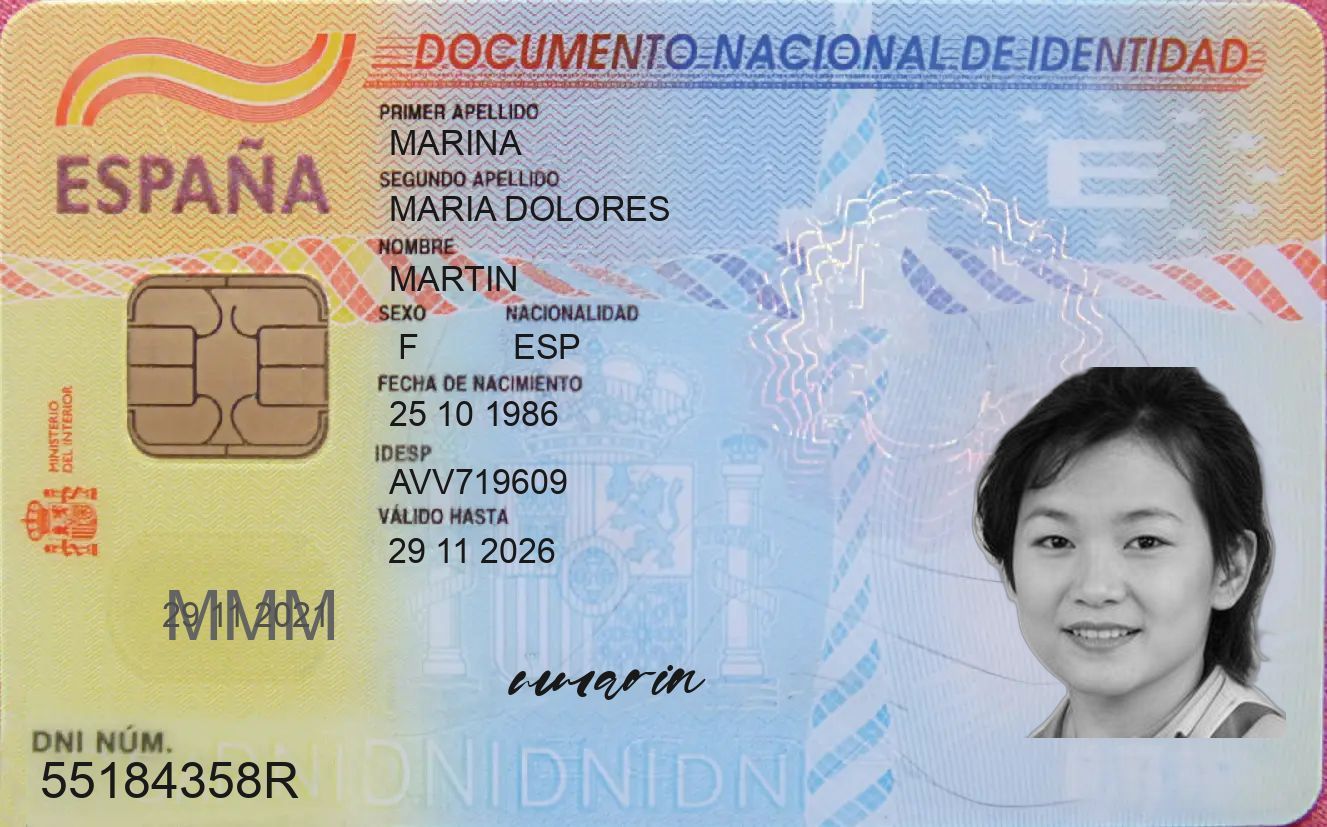 DOCUMENTO NACIONAL DE IDENTIDAD
ESPAÑA
PRIMER APELLIDO
MARINA
SEGUNDO APELLIDO
MARIA DOLORES
NOMBRE
MARTIN
SEXO NACIONALIDAD
F ESP
FECHA DE NACIMIENTO
25 10 1986
IDESP
AVV719609
VÁLIDO HASTA
29 11 2026
MINISTERIO
DEL INTERIOR
E
29 11 2021
MMM
mmarin
DNI NÚM.
55184358R
DNIDNIDNIDNI